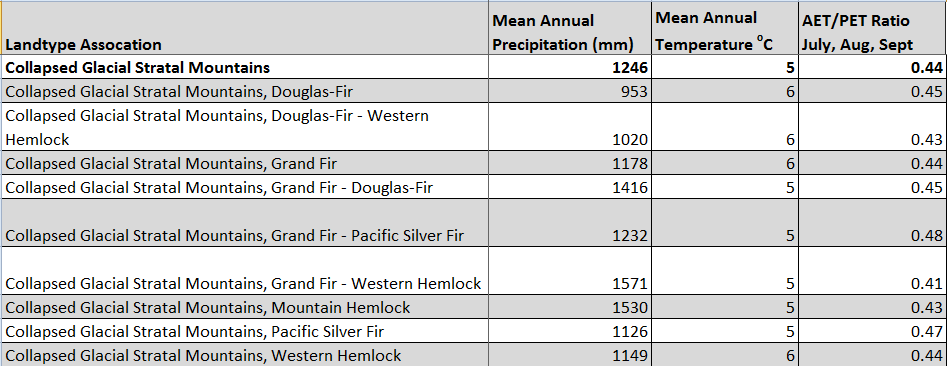 Landtype Assocation Mean Annual Precipitation (mm) Mean Annual Temperature °C AET/PET Ratio July, Aug, Sept
Collapsed Glacial Stratal Mountains 1246 5 0.44
Collapsed Glacial Stratal Mountains, Douglas-Fir 953 6 0.45
Collapsed Glacial Stratal Mountains, Douglas-Fir - Western
Hemlock 1020 6 0.43
Collapsed Glacial Stratal Mountains, Grand Fir 1178 6 0.44
Collapsed Glacial Stratal Mountains, Grand Fir - Douglas-Fir 1416 5 0.45
Collapsed Glacial Stratal Mountains, Grand Fir - Pacific Silver Fir 1232 5 0.48
Collapsed Glacial Stratal Mountains, Grand Fir - Western Hemlock 1571 5 0.41
Collapsed Glacial Stratal Mountains, Mountain Hemlock 1530 5 0.43
Collapsed Glacial Stratal Mountains, Pacific Silver Fir 1126 5 0.47
Collapsed Glacial Stratal Mountains, Western Hemlock 1149 6 0.44